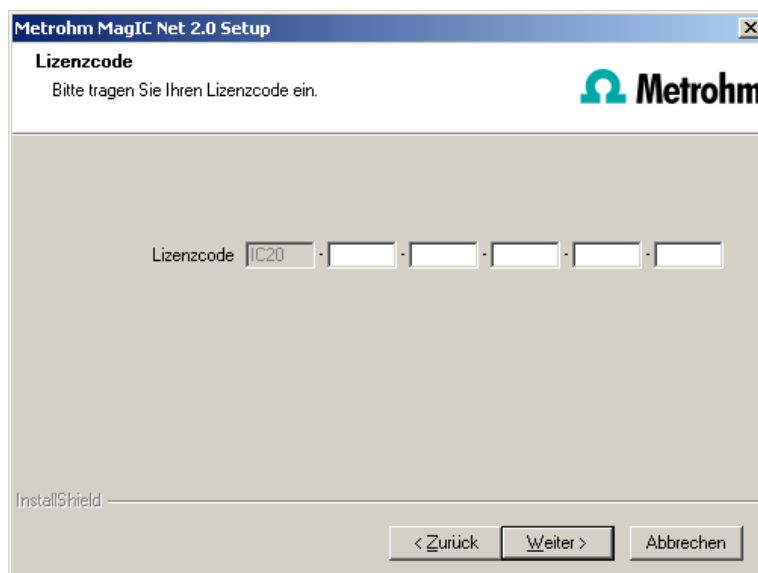 Metrohm MagIC Net 2.0 Setup
Lizenzcode
Bitte tragen Sie Ihren Lizenzcode ein.
Metrohm
Lizenzcode IC20 - - - - -
InstallShield
< Zurück Weiter > Abbrechen